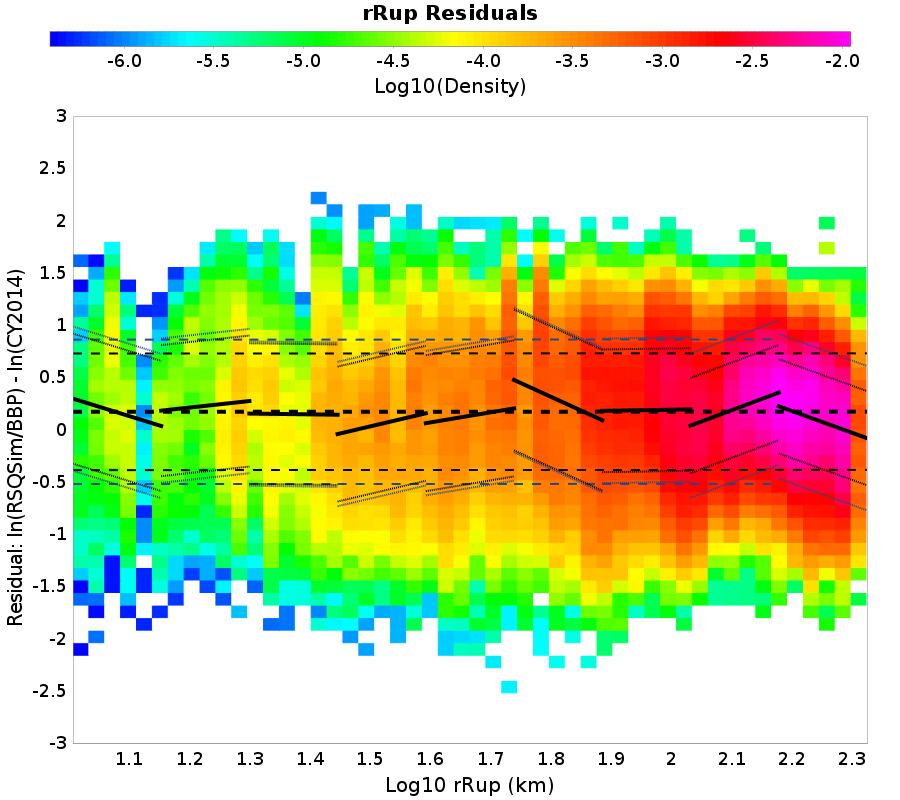 rRup Residuals
-6.0 -5.5 -5.0 -4.5 -4.0 -3.5 -3.0 -2.5 -2.0
Log10(Density)
Residual: ln(RSQSim/BBP) - ln(CY2014)
3
2.5
2
1.5
1
0.5
0
-0.5
-1
-1.5
-2
-2.5
-3
1.1 1.2 1.3 1.4 1.5 1.6 1.7 1.8 1.9 2 2.1 2.2 2.3
Log10 rRup (km)